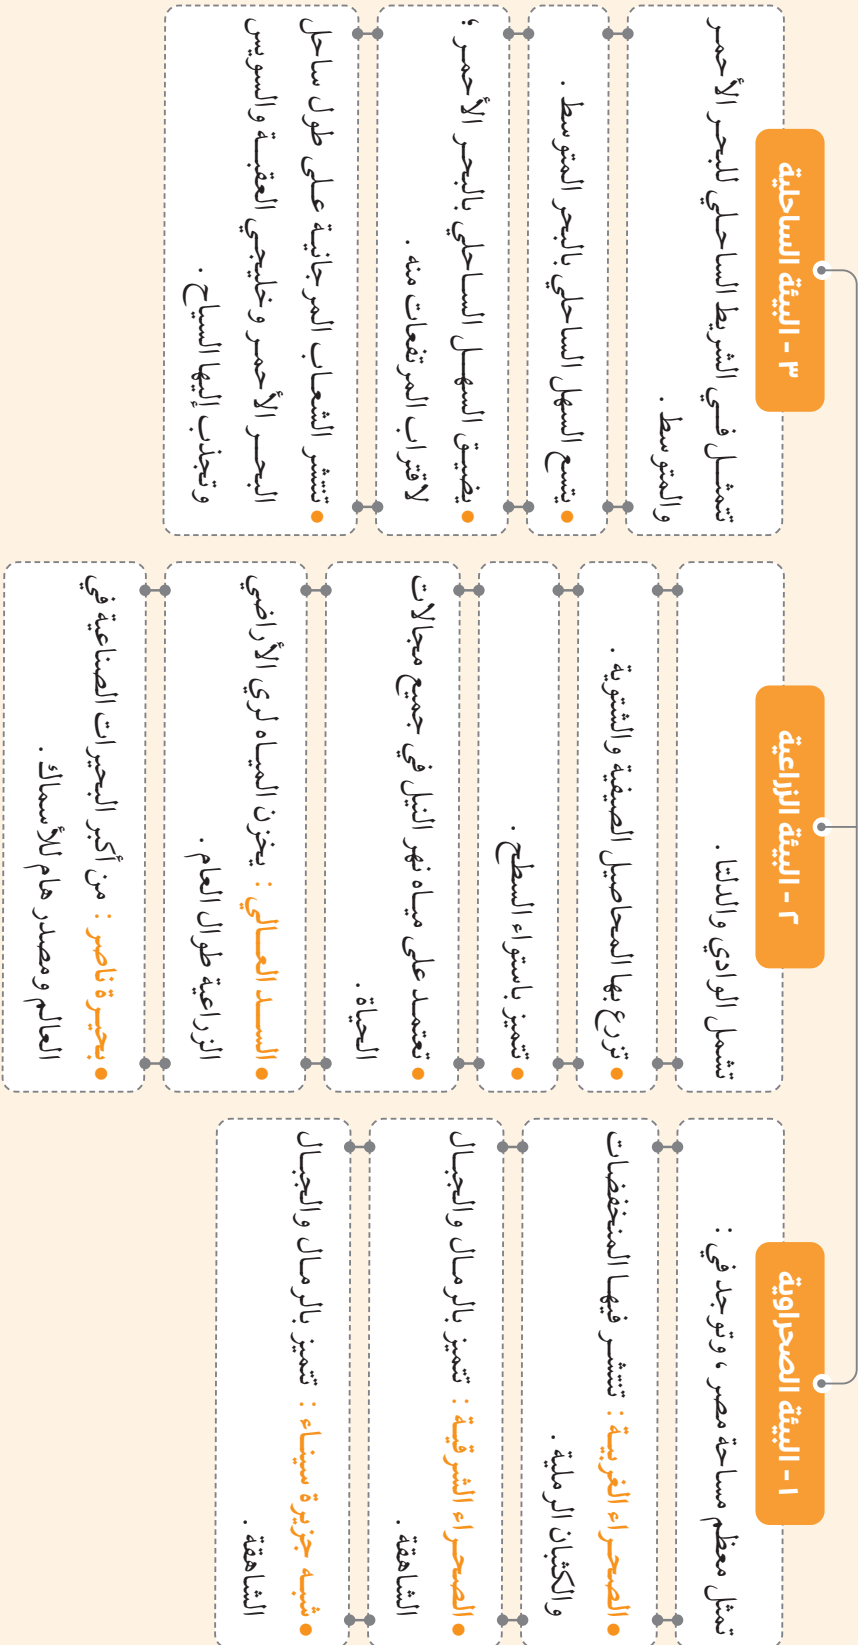 ١ - البيئة الصحراوية
تمثل معظم مساحة مصر ، وتوجد في :
الصحراء الغربية : تنتشر فيها المنخفضات
والكثبان الرملية .
الصحراء الشرقية : تتميز بالرمال والجبال
الشاهقة .
شبه جزيرة سيناء : تتميز بالرمال والجبال
الشاهقة .
٢ - البيئة الزراعية
تشمل الوادي والدلتا .
تزرع بها المحاصيل الصيفية والشتوية .
تتميز باستواء السطح .
تعتمد على مياه نهر النيل في جميع مجالات
الحياة .
السد العالي : يخزن المياه لري الأراضي
الزراعية طوال العام .
بحيرة ناصر : من أكبر البحيرات الصناعية في
العالم ومصدر هام للأسماك .
٣ - البيئة الساحلية
تتمثل في الشريط الساحلي للبحر الأحمر
والمتوسط .
يتسع السهل الساحلي بالبحر المتوسط .
يضيق السهل الساحلي بالبحر الأحمر ؛
لاقتراب المرتفعات منه .
تنتشر الشعاب المرجانية على طول ساحل
البحر الأحمر وخليجي العقبة والسويس
وتجذب إليها السياح .